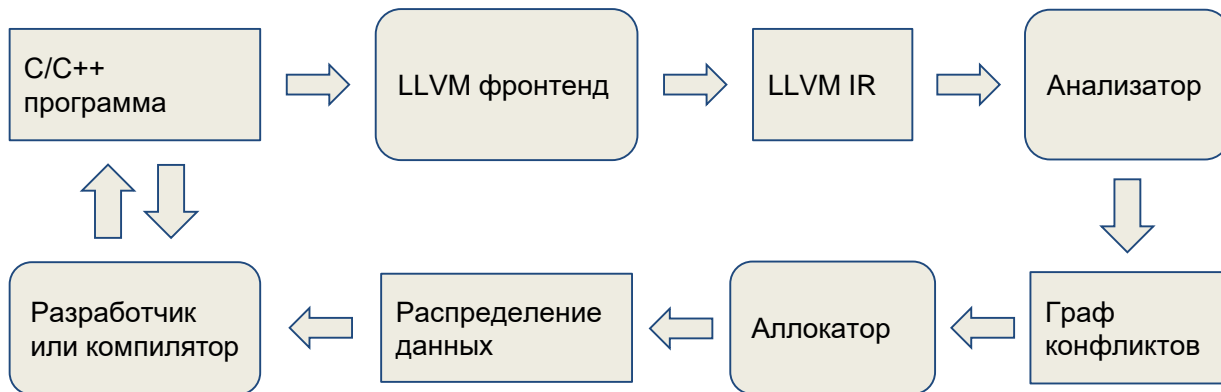 C/C++
программа
LLVM фронтенд
LLVM IR
Анализатор
Разработчик
или компилятор
Распределение
данных
Аллокатор
Граф
конфликтов